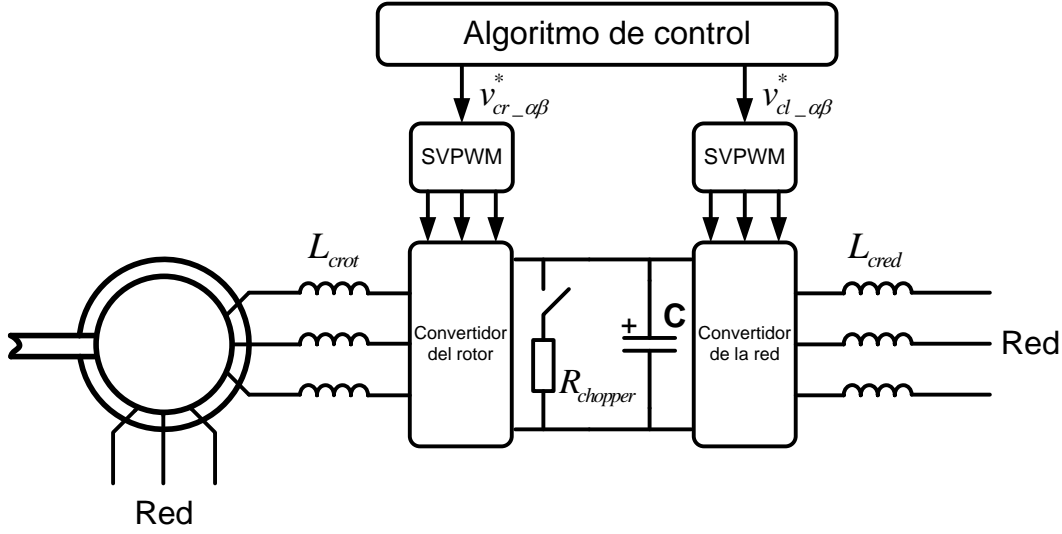 Algoritmo de control
v*cr_αβ
v*cl_αβ
SVPWM
SVPWM
Lcrot
Lcred
Convertidor
del rotor
+
C
Rchopper
Convertidor
de la red
Red
Red